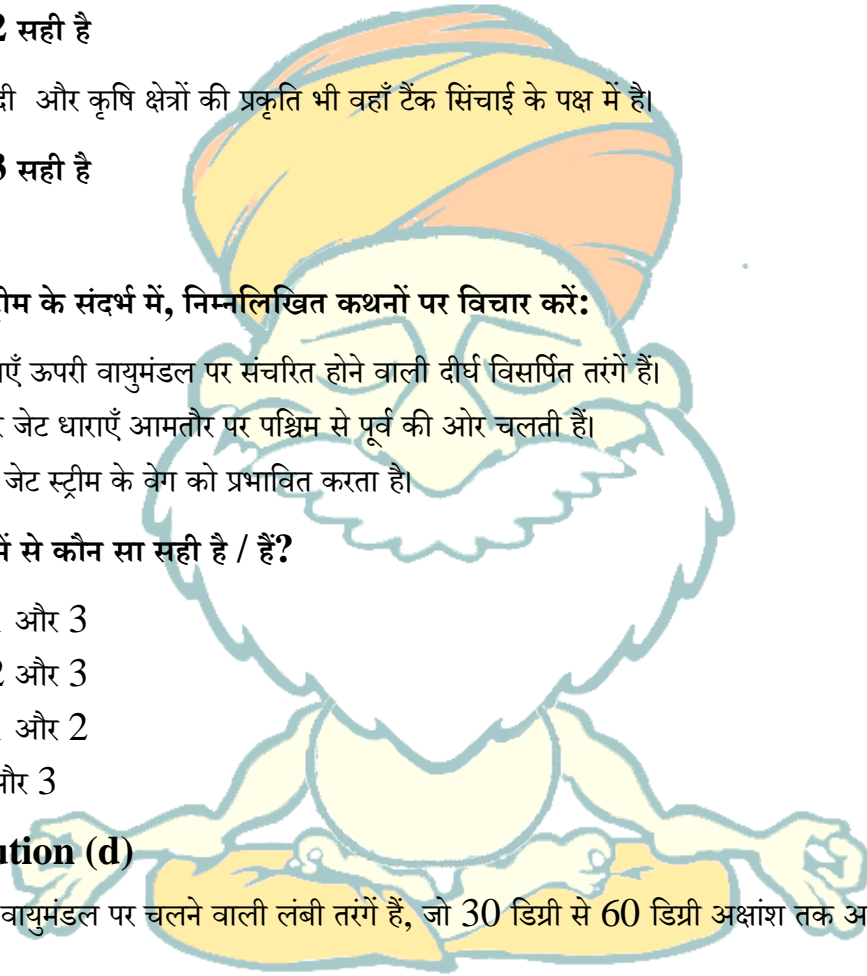 2 सही है
दी और कृषि क्षेत्रों की प्रकृति भी वहाँ टैंक सिंचाई के पक्ष में है।
3 सही है
ट्रीम के संदर्भ में, निम्नलिखित कथनों पर विचार करें:
एँ ऊपरी वायुमंडल पर संचरित होने वाली दीर्घ विसर्पित तरंगें हैं।
र जेट धाराएँ आमतौर पर पश्चिम से पूर्व की ओर चलती हैं।
जेट स्ट्रीम के वेग को प्रभावित करता है।
में से कौन सा सही है / हैं?
और 3
2 और 3
और 2
और 3
ution (d)
वायुमंडल पर चलने वाली लंबी तरंगें हैं, जो 30 डिग्री से 60 डिग्री अक्षांश तक अ